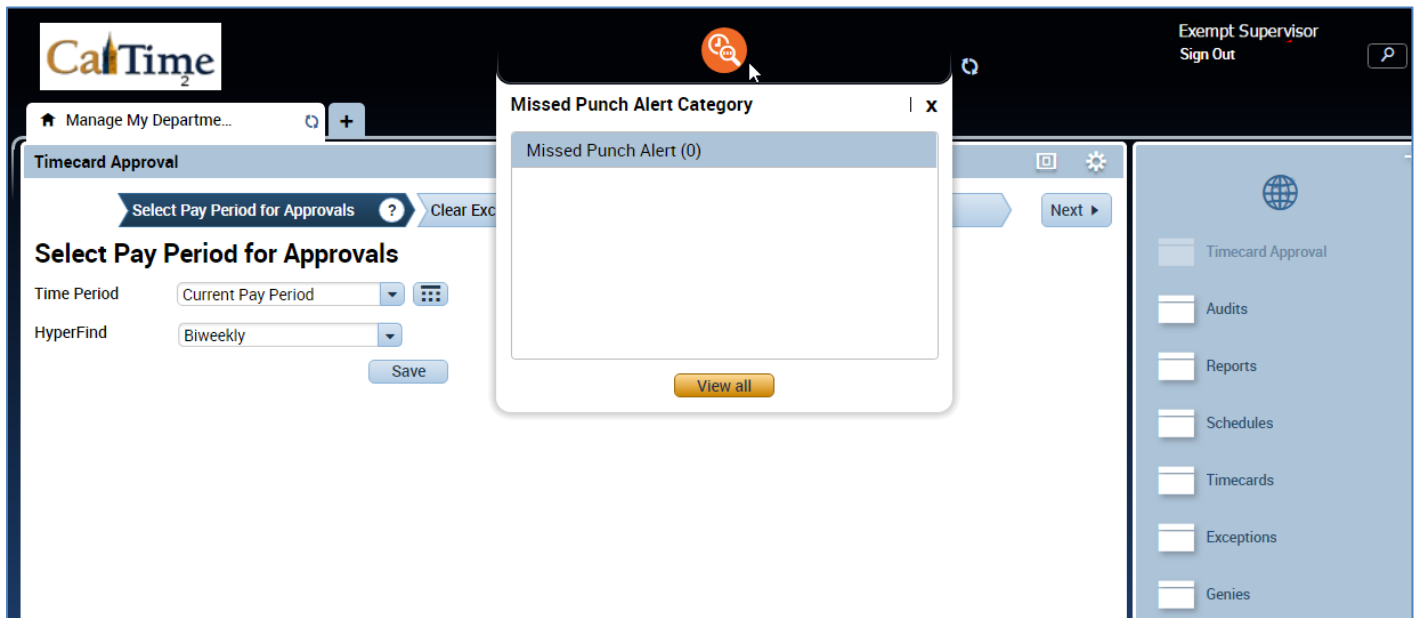 CalTime
2
Exempt Supervisor
Sign Out
Manage My Departme...
+
Missed Punch Alert Category
| x
Missed Punch Alert (0)
View all
Timecard Approval
Select Pay Period for Approvals ?
Clear Exc
Next
Select Pay Period for Approvals
Time Period
Current Pay Period
HyperFind
Biweekly
Save
Timecard Approval
Audits
Reports
Schedules
Timecards
Exceptions
Genies